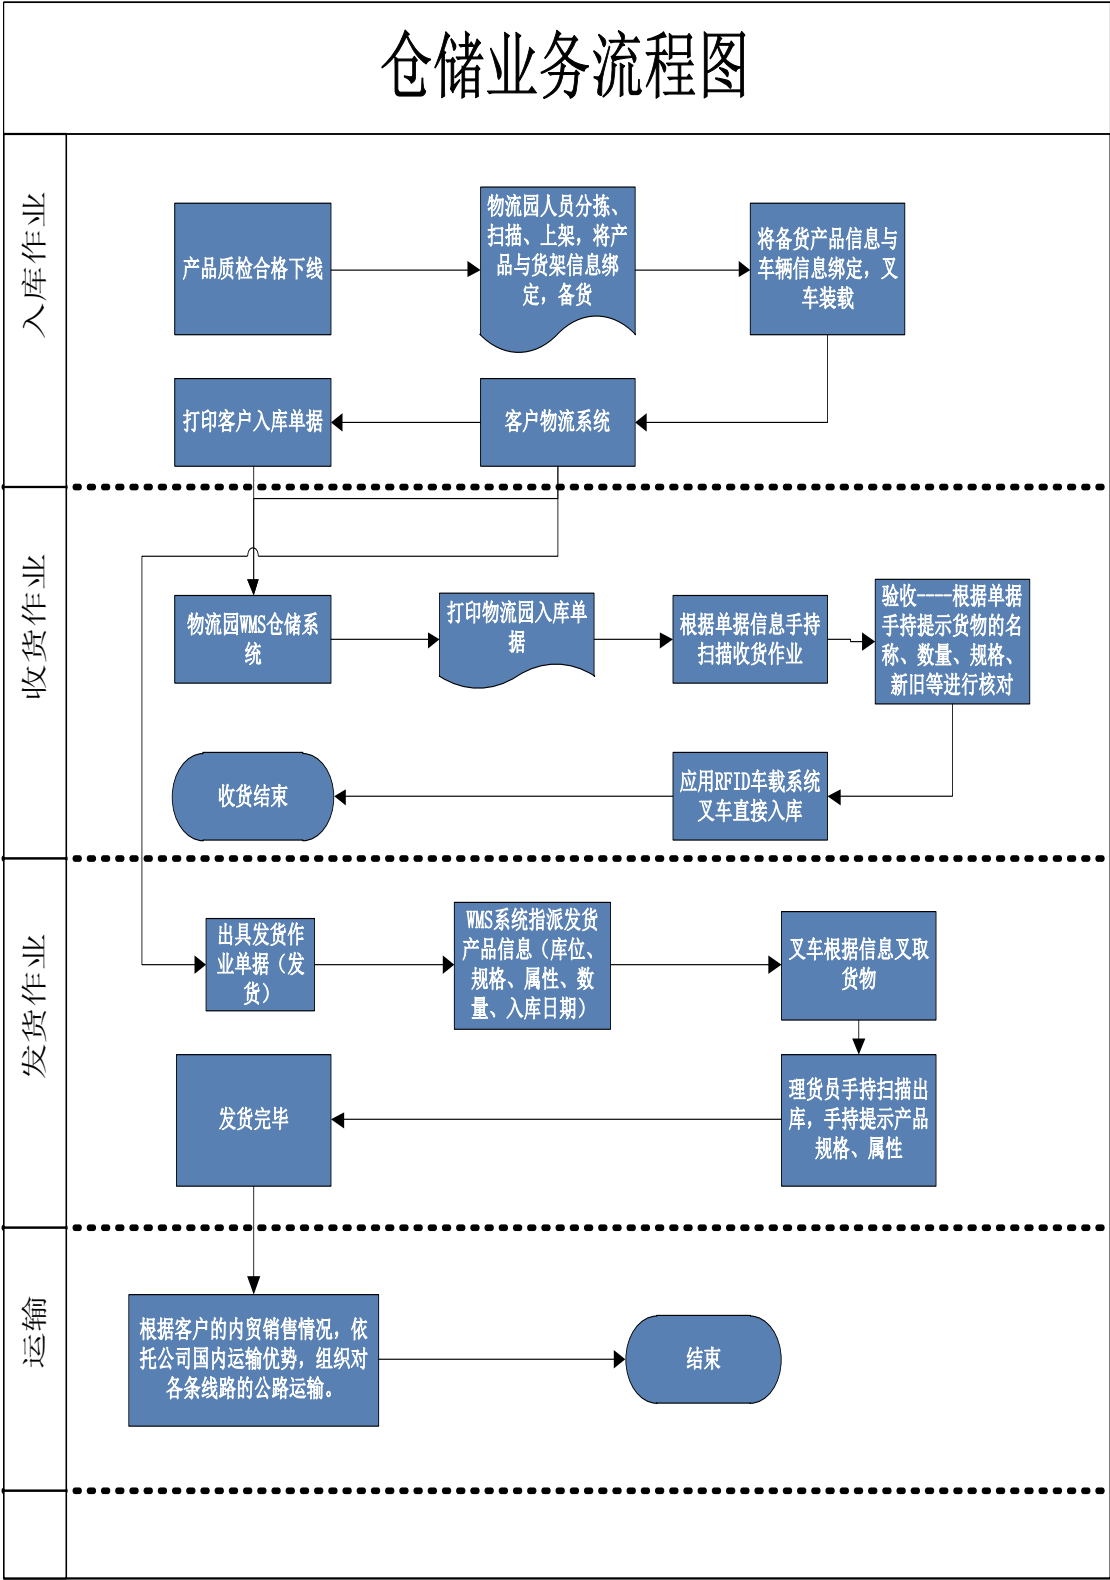 仓储业务流程图
入库作业
产品质检合格下线
物流园人员分拣、
扫描、上架，将产
品与货架信息绑
定，备货
将备货产品信息与
车辆信息绑定，叉
车装载
打印客户入库单据
客户物流系统
收货作业
物流园WMS仓储系
统
打印物流园入库单
据
根据单据信息手持
扫描收货作业
验收----根据单据
手持提示货物的名
称、数量、规格、
新旧等进行核对
收货结束
应用RFID车载系统
叉车直接入库
发货作业
出具发货作
业单据（发
货）
WMS系统指派发货
产品信息（库位、
规格、属性、数
量、入库日期）
叉车根据信息叉取
货物
发货完毕
理货员手持扫描出
库，手持提示产品
规格、属性
运输
根据客户的内贸销售情况，依
托公司国内运输优势，组织对
各条线路的公路运输。
结束